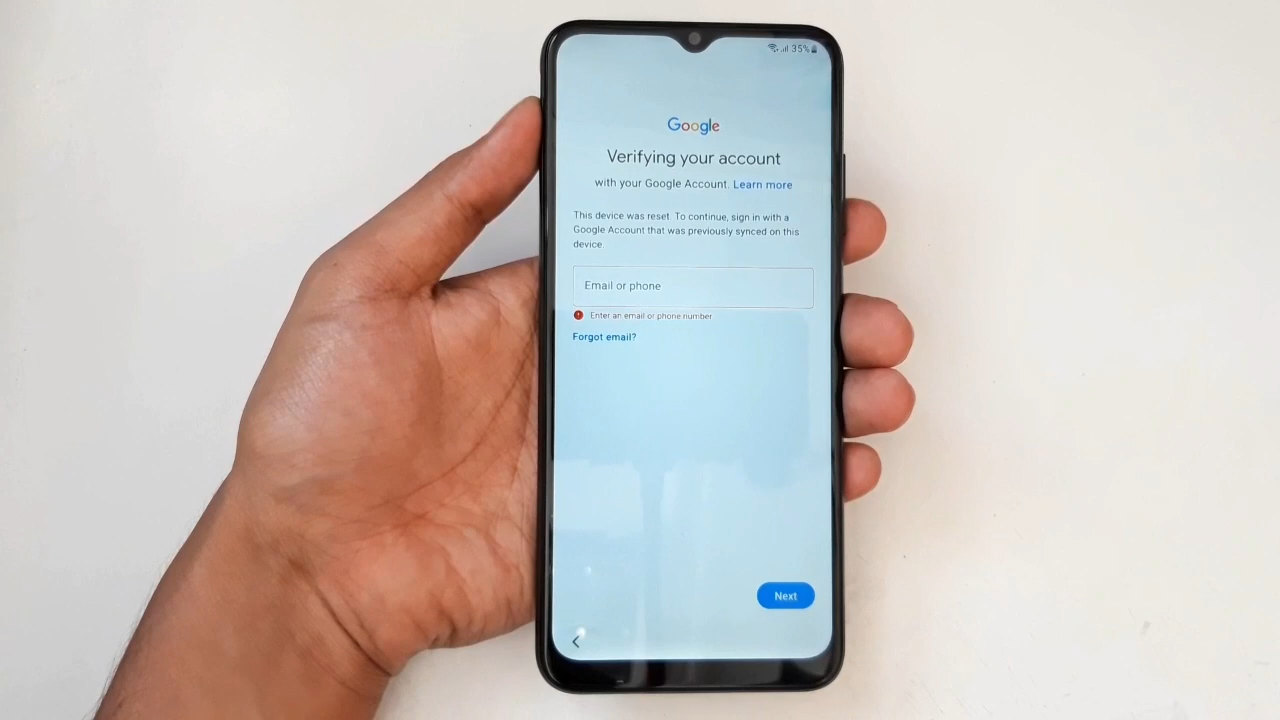 35%
Google
Verifying your account
with your Google Account. Learn more
This device was reset. To continue, sign in with a
Google Account that was previously synced on this
device.
Email or phone
Enter an email or phone number
Forgot email?
Next